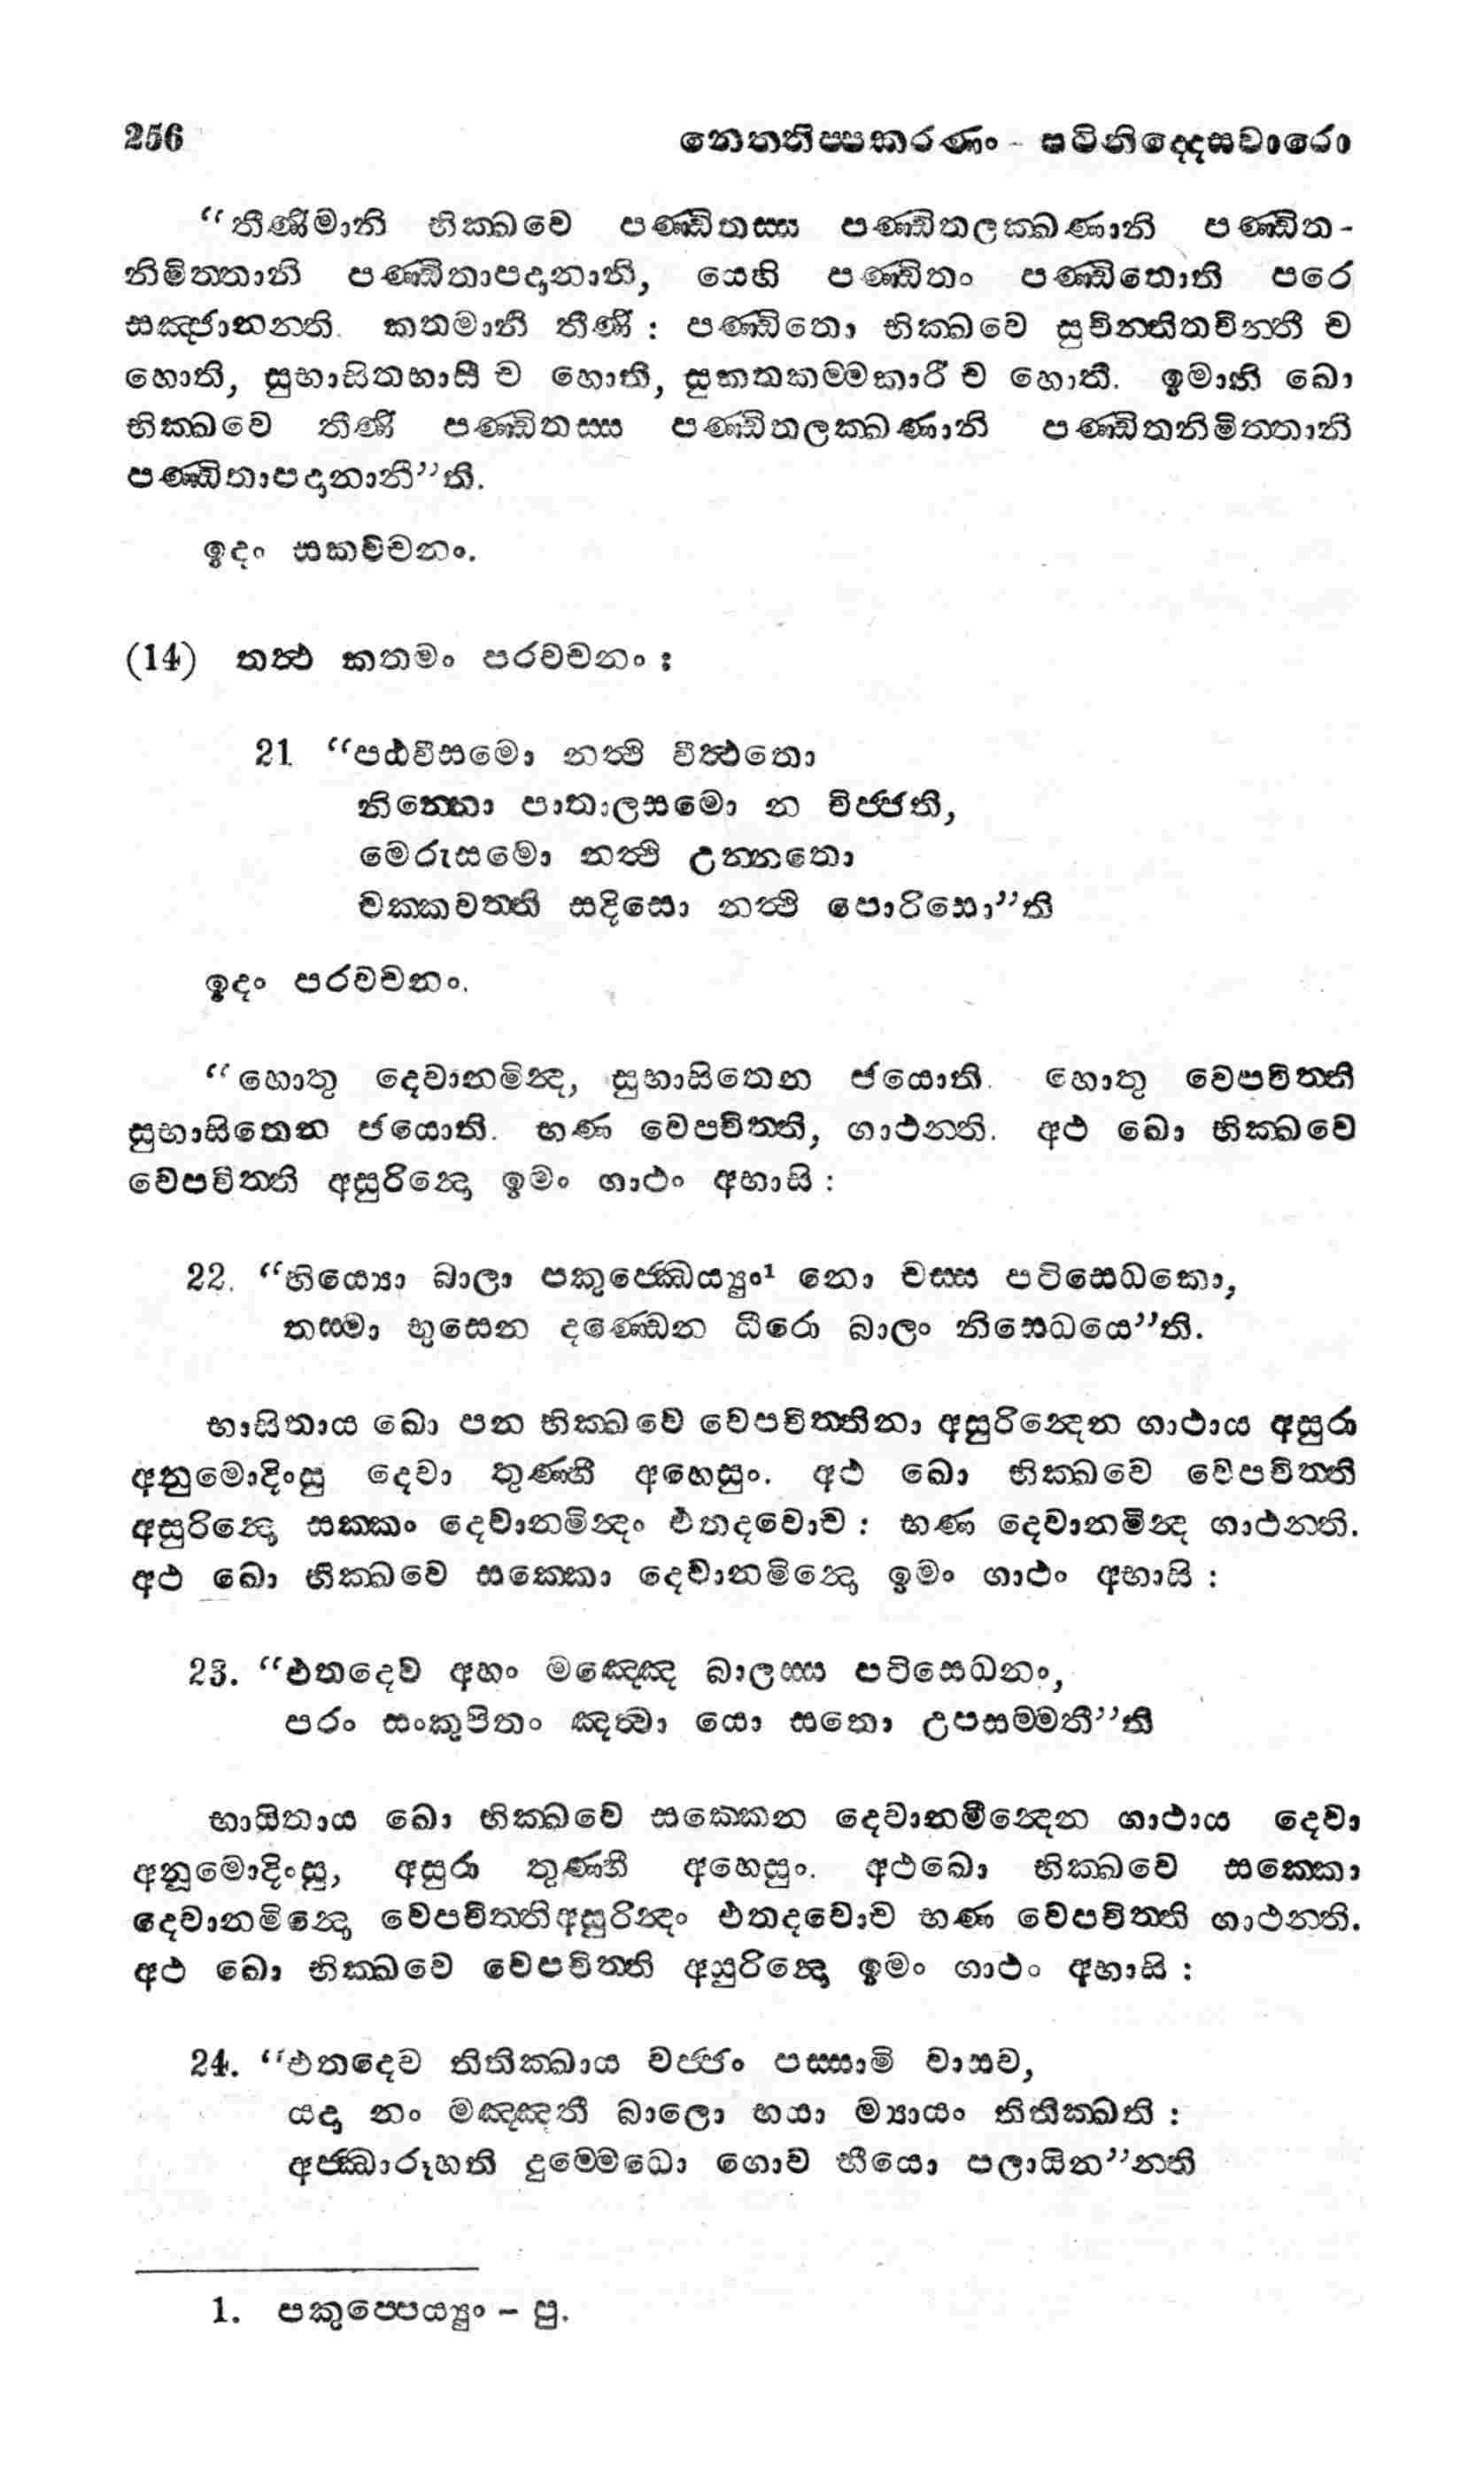 256 නෙත්තිප්පකරණං - පටිනිද්දෙසවාරො
“තීණිමානි භික්ඛවෙ පණ්ඩිතස්ස පණ්ඩිතලක්ඛණානි පණ්ඩිත-
නිමිත්තානි පණ්ඩිතාපදානානි, යෙහි පණ්ඩිතං පණ්ඩිතොති පරෙ
සඤ්ජානන්ති. කතමානි තීණි : පණ්ඩිතො භික්ඛවෙ සුචින්තිතචින්තී ච
හොති, සුභාසිතභාසී ච හොති, සුකතකම්මකාරී ච හොති. ඉමානි ඛො
භික්ඛවෙ තීණි පණ්ඩිතස්ස පණ්ඩිතලක්ඛණානි පණ්ඩිතනිමිත්තානි
පණ්ඩිතාපදානානී”ති.
ඉදං සකවචනං.
(14) තත්ථ කතමං පරවචනං :
21 “පඨවීසමො නත්ථි විත්ථතො
නින්නො පාතාලසමො න විජ්ජති,
මෙරුසමො නත්ථි උන්නතො
චක්කවත්ති සදිසො නත්ථි පොරිසො”ති
ඉදං පරවචනං.
“හොතු දෙවානමින්ද, සුභාසිතෙන ජයොති. හොතු වෙපචිත්ති
සුභාසිතෙන ජයොති. භණ වෙපචිත්ති, ගාථන්ති. අථ ඛො භික්ඛවෙ
වෙපචිත්ති අසුරින්දො ඉමං ගාථං අභාසි :
22. “භිය්‍යො බාලා පකුජ්ඣෙය්‍යුං¹ නො චස්ස පටිසෙධකො,
තස්මා භුසෙන දණ්ඩෙන ධීරො බාලං නිසෙධයෙ”ති.
භාසිතාය ඛො පන භික්ඛවෙ වෙපචිත්තිනා අසුරින්දෙන ගාථාය අසුරා
අනුමොදිංසු දෙවා තුණ්හී අහෙසුං. අථ ඛො භික්ඛවෙ වෙපචිත්ති
අසුරින්දො සක්කං දෙවානමින්දං එතදවොච : භණ දෙවානමින්ද ගාථන්ති.
අථ ඛො භික්ඛවෙ සක්කො දෙවානමින්දො ඉමං ගාථං අභාසි :
23. “එතදෙව අහං මඤ්ඤෙ බාලස්ස පටිසෙධනං,
පරං සංකුපිතං ඤත්වා යො සතො උපසම්මතී”ති
භායිතාය ඛො භික්ඛවෙ සක්කෙන දෙවානමින්දෙන ගාථාය දෙවා
අනුමොදිංසු, අසුරා තුණ්හී අහෙසුං. අථඛො භික්ඛවෙ සක්කො
දෙවානමින්දො වෙපචිත්තිඅසුරින්දං එතදවොච භණ වෙපචිත්ති ගාථන්ති.
අථ ඛො භික්ඛවෙ වෙපචිත්ති අසුරින්දො ඉමං ගාථං අභාසි :
24. “එතදෙව තිතික්ඛාය වජ්ජං පස්සාමි වාසව,
යදා නං මඤ්ඤතී බාලො භයා ම්‍යායං තිතික්ඛති :
අජ්ඣාරූහති දුම්මෙධො ගොව භීයො පලායින”න්ති
1. පකුප්පෙය්‍යුං – පු.